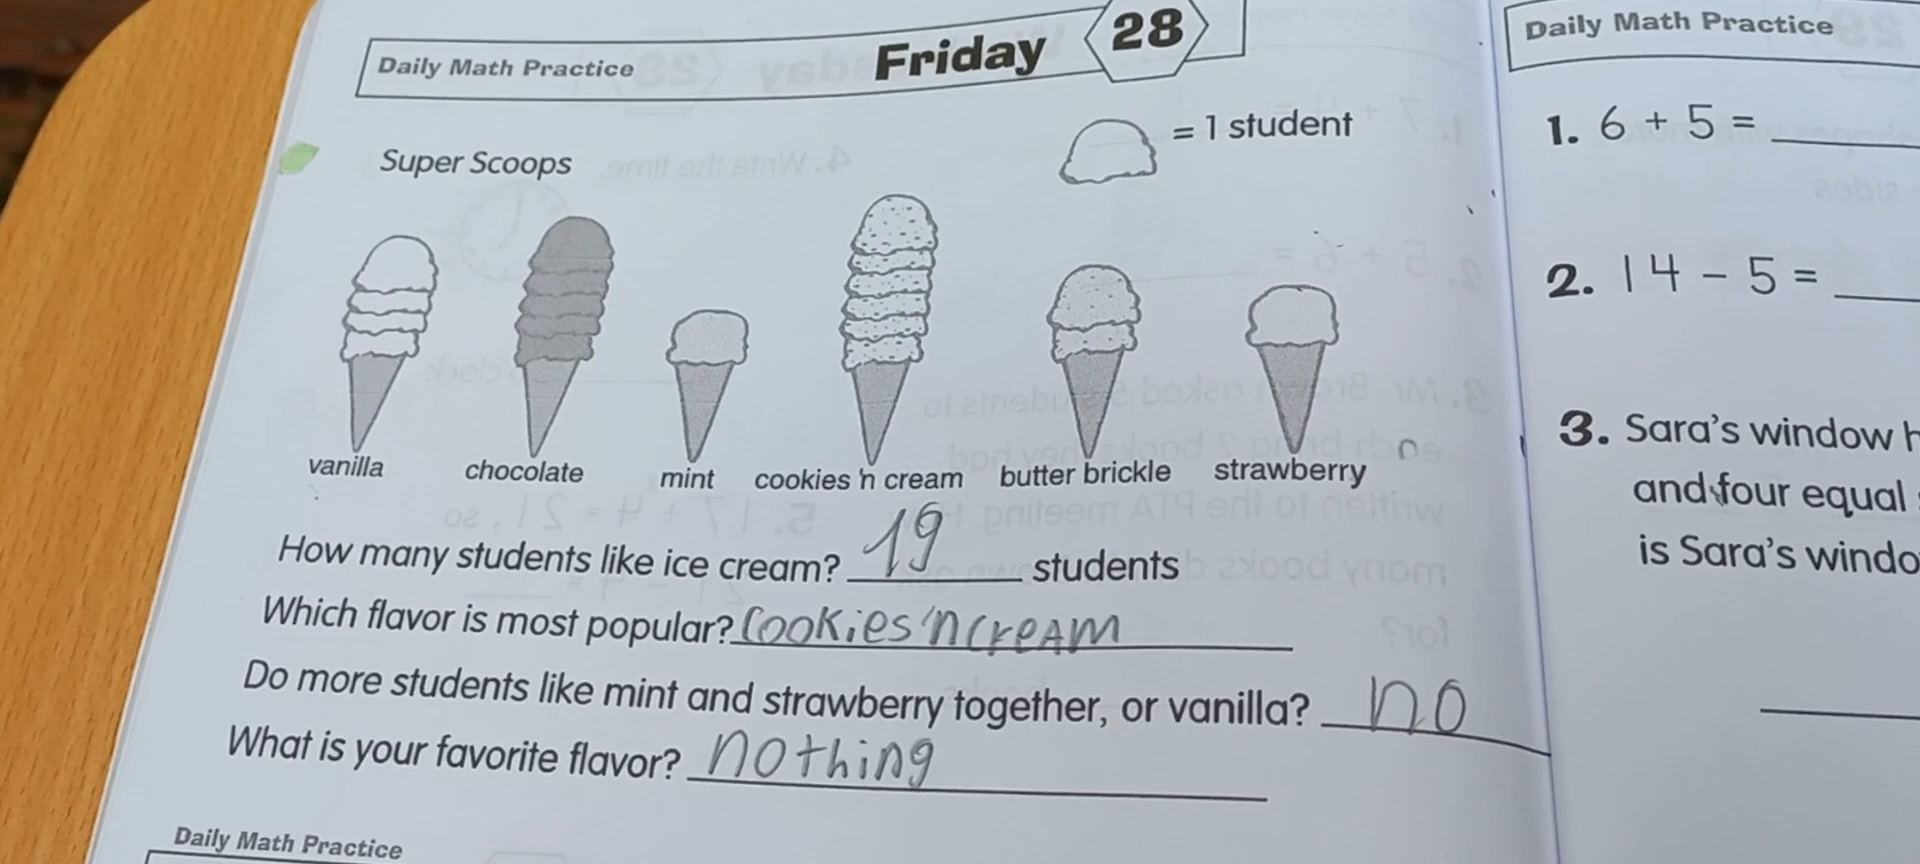 Daily Math Practice Friday 28
Super Scoops
= 1 student
vanilla chocolate mint cookies 'n cream butter brickle strawberry
How many students like ice cream? 19 students
Which flavor is most popular? Cookies 'n cream
Do more students like mint and strawberry together, or vanilla? no
What is your favorite flavor? nothing
Daily Math Practice
Daily Math Practice
1. 6 + 5 =
2. 14 - 5 =
3. Sara's window
and four equal
is Sara's